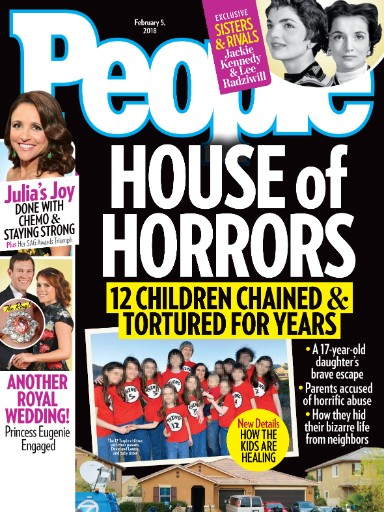 February 5,
2018
People
EXCLUSIVE
SISTERS
& RIVALS
Jackie
Kennedy
& Lee
Radziwill
Julia's Joy
DONE WITH
CHEMO &
STAYING STRONG
Plus Her SAG Awards Triumph
The Ring!
ANOTHER
ROYAL
WEDDING!
Princess Eugenie
Engaged
HOUSE of
HORRORS
12 CHILDREN CHAINED &
TORTURED FOR YEARS
• A 17-year-old
daughter's
brave escape
• Parents accused
of horrific abuse
• How they hid
their bizarre life
from neighbors
New Details
HOW THE
KIDS ARE
HEALING
7